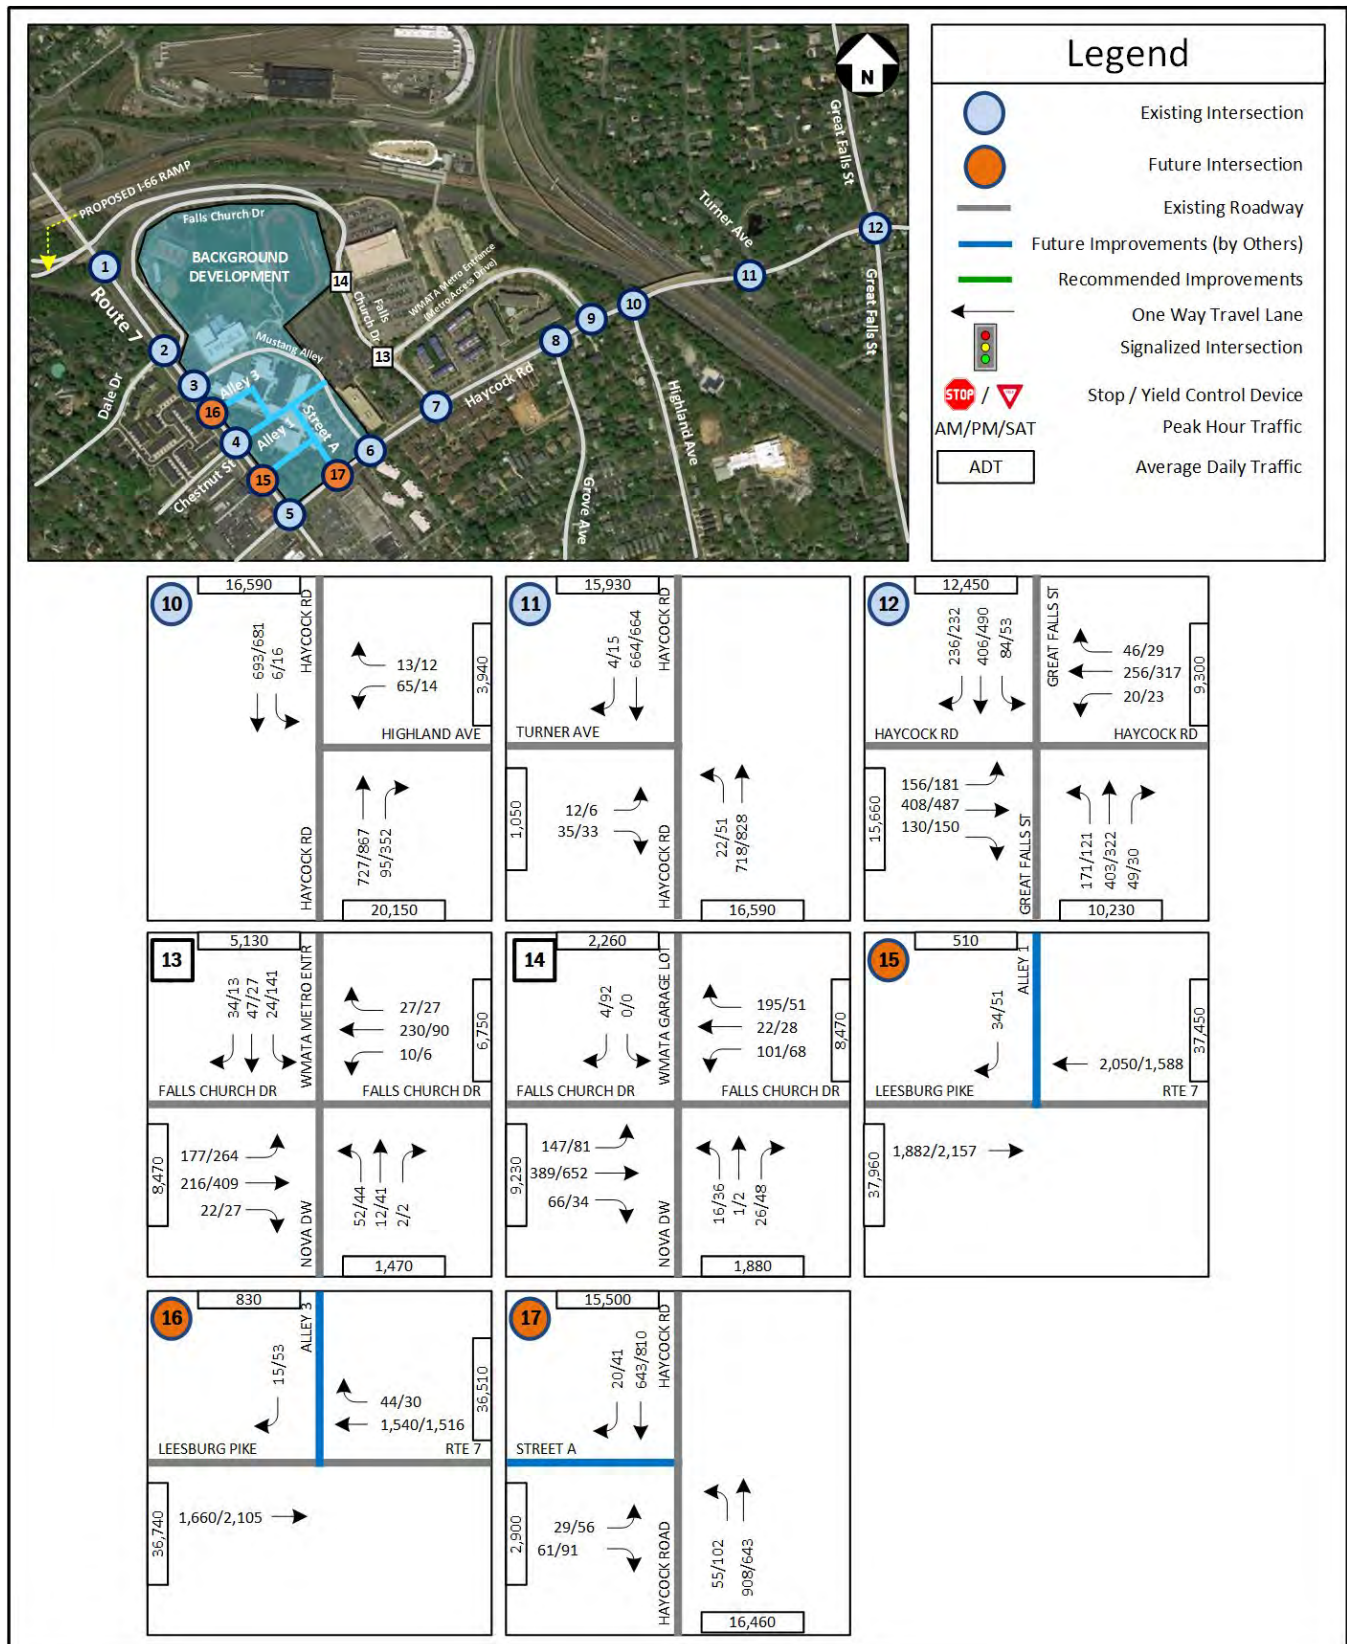 N
PROPOSED I-66 RAMP
Falls Church Dr
BACKGROUND
DEVELOPMENT
Route 7
Dale Dr
Mustang Alley
Alley 3
Alley 1
Street A
Chestnut St
Falls
Church Dr
WMATA Metro Entrance
(Metro Access Drive)
Haycock Rd
Grove Ave
Highland Ave
Turner Ave
Great Falls St
Great Falls St
1
2
3
16
4
15
5
17
6
7
13
14
8
9
10
11
12
Legend
Existing Intersection
Future Intersection
Existing Roadway
Future Improvements (by Others)
Recommended Improvements
One Way Travel Lane
Signalized Intersection
STOP / Stop / Yield Control Device
AM/PM/SAT Peak Hour Traffic
ADT Average Daily Traffic
10
16,590
693/681
6/16
HAYCOCK RD
13/12
65/14
3,940
HIGHLAND AVE
HAYCOCK RD
727/867
95/352
20,150
11
15,930
4/15
664/664
HAYCOCK RD
TURNER AVE
1,050
12/6
35/33
HAYCOCK RD
22/51
718/828
16,590
12
12,450
236/232
406/490
84/53
GREAT FALLS ST
46/29
256/317
20/23
9,300
HAYCOCK RD
HAYCOCK RD
15,660
156/181
408/487
130/150
GREAT FALLS ST
171/121
403/322
49/30
10,230
13
5,130
34/13
47/27
24/141
WMATA METRO ENTR
27/27
230/90
10/6
6,750
FALLS CHURCH DR
FALLS CHURCH DR
8,470
177/264
216/409
22/27
NOVA DW
52/44
12/41
2/2
1,470
14
2,260
4/92
0/0
WMATA GARAGE LOT
195/51
22/28
101/68
8,470
FALLS CHURCH DR
FALLS CHURCH DR
9,230
147/81
389/652
66/34
NOVA DW
16/36
1/2
26/48
1,880
15
510
34/51
ALLEY 1
2,050/1,588
37,450
LEESBURG PIKE
RTE 7
37,960
1,882/2,157
16
830
15/53
ALLEY 3
44/30
1,540/1,516
36,510
LEESBURG PIKE
RTE 7
36,740
1,660/2,105
17
15,500
20/41
643/810
HAYCOCK RD
STREET A
2,900
29/56
61/91
HAYCOCK ROAD
55/102
908/643
16,460